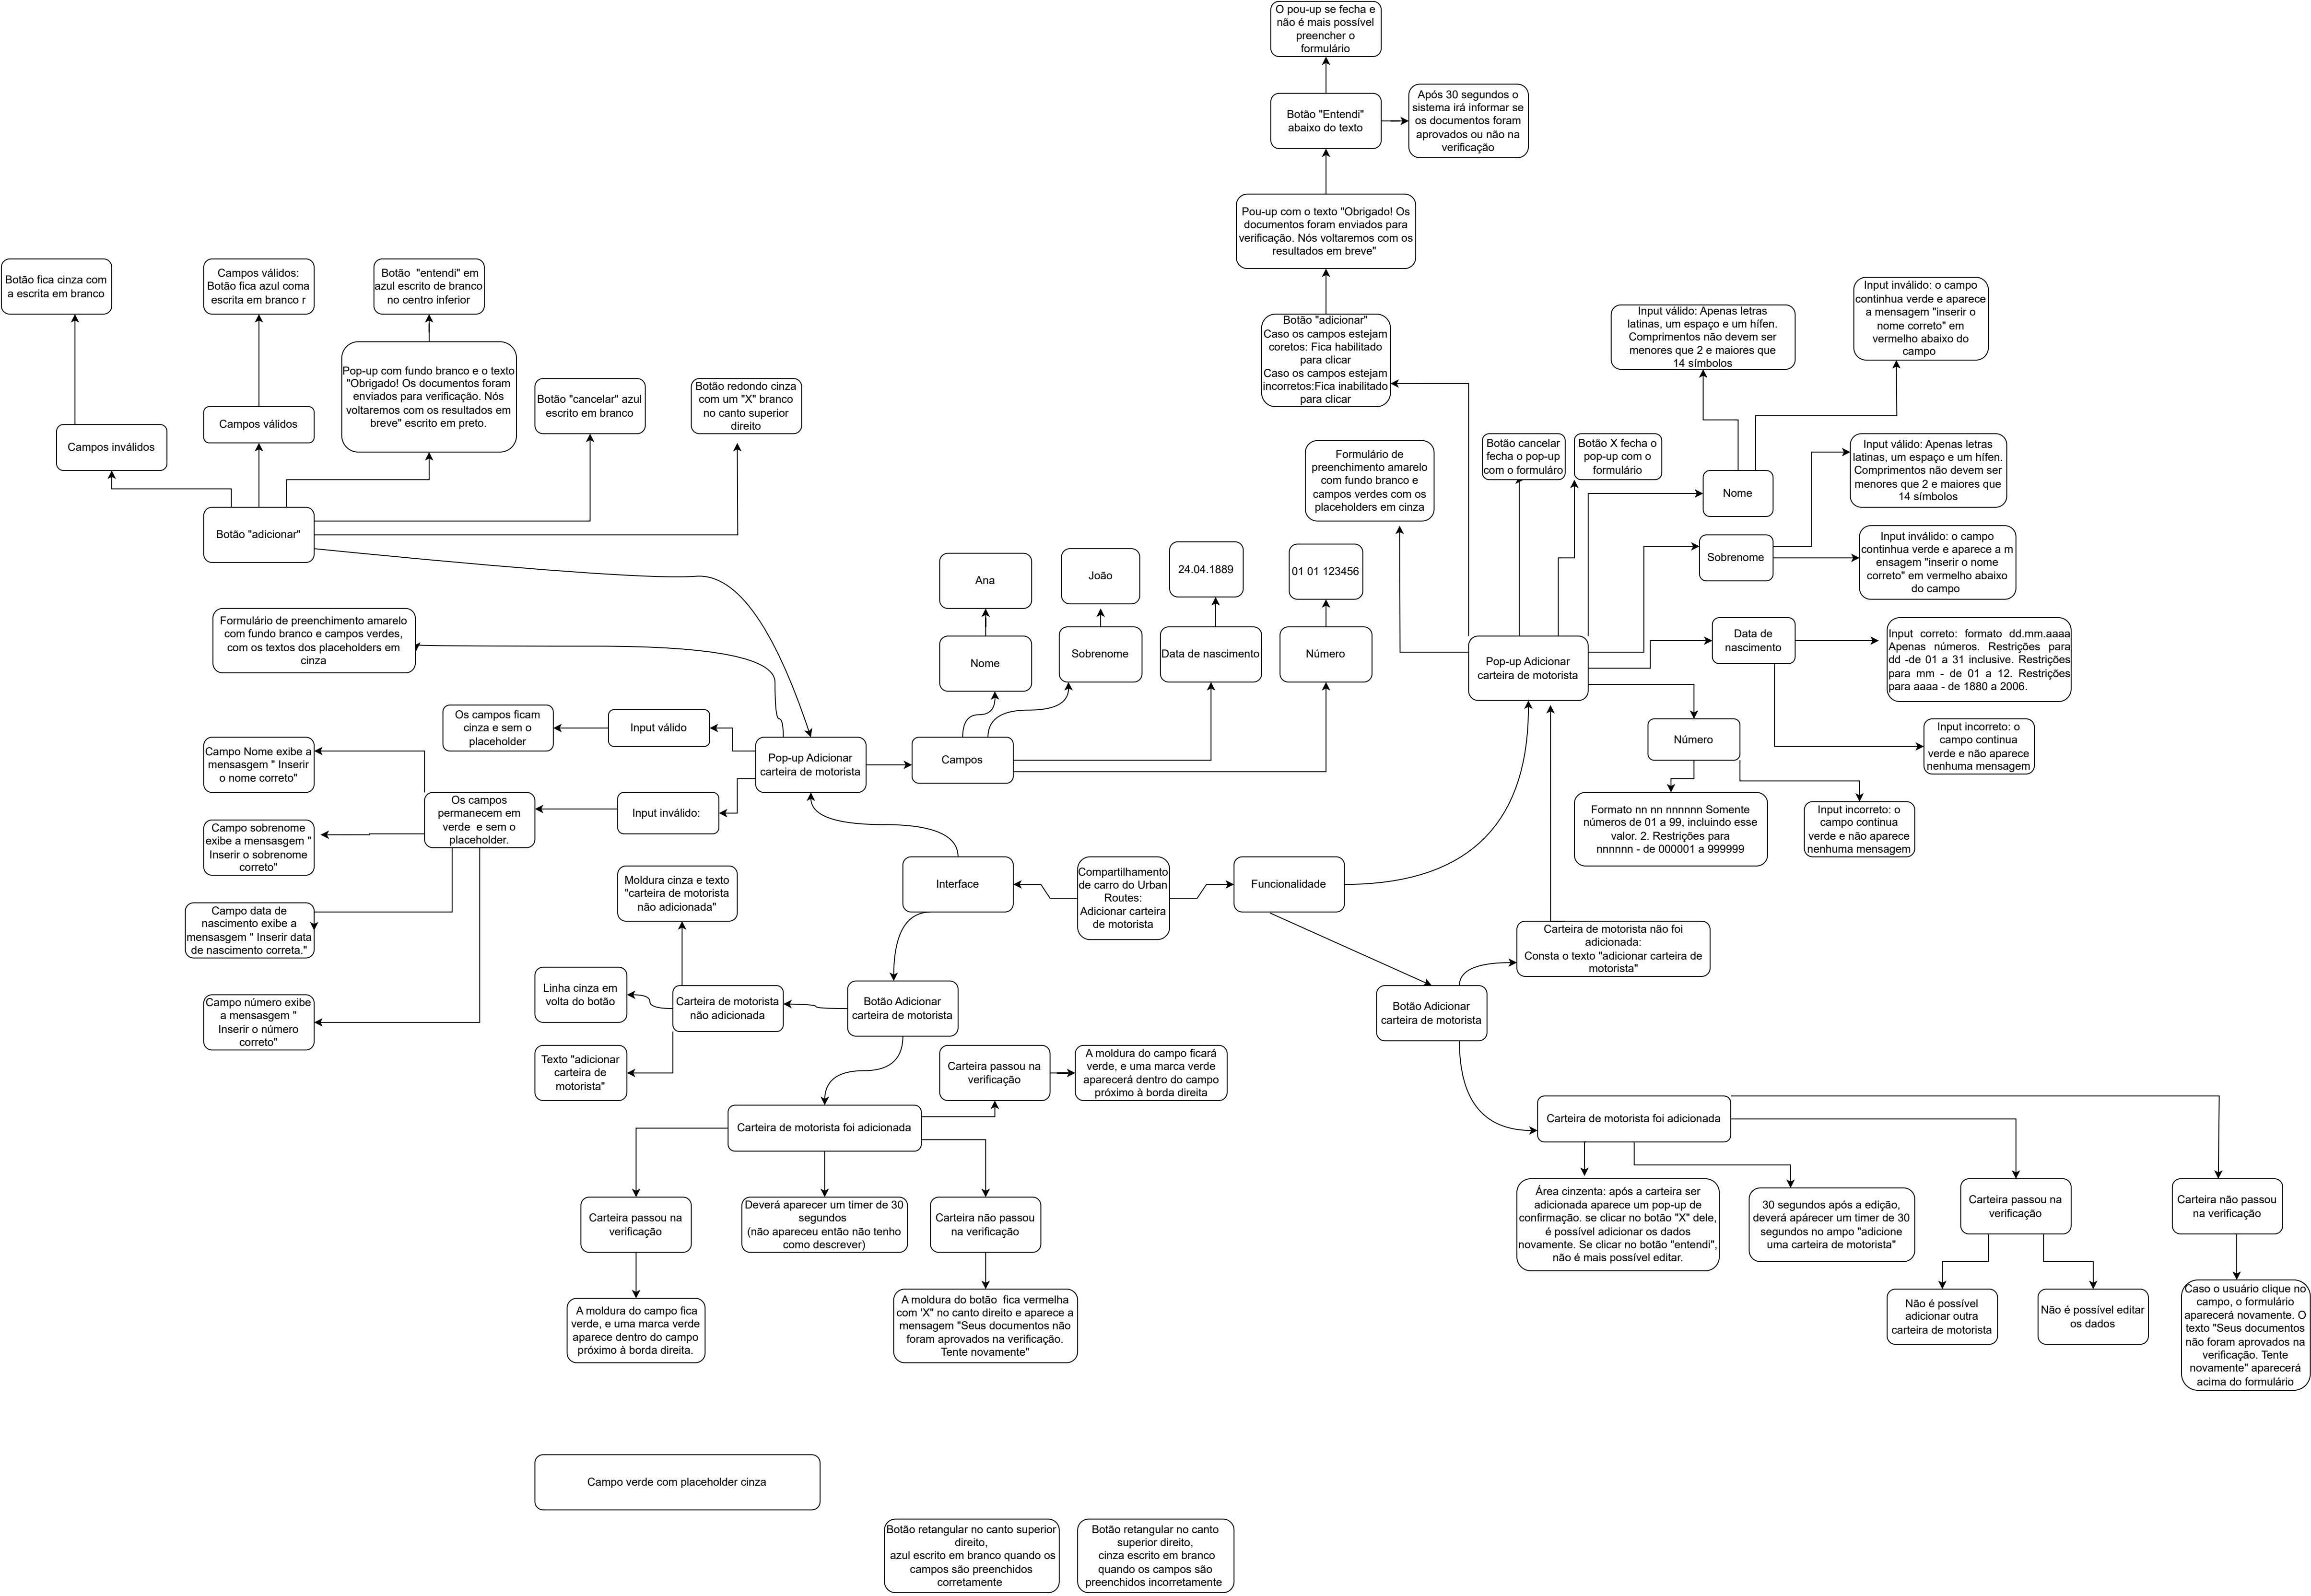 O pou-up se fecha e
não é mais possível
preencher o
formulário
Botão "Entendi"
abaixo do texto
Após 30 segundos o
sistema irá informar se
os documentos foram
aprovados ou não na
verificação
Pou-up com o texto "Obrigado! Os
documentos foram enviados para
verificação. Nós voltaremos com os
resultados em breve"
Botão fica cinza com
a escrita em branco
Campos válidos:
Botão fica azul coma
escrita em branco r
Botão "entendi" em
azul escrito de branco
no centro inferior
Pop-up com fundo branco e o texto
"Obrigado! Os documentos foram
enviados para verificação. Nós
voltaremos com os resultados em
breve" escrito em preto.
Botão "cancelar" azul
escrito em branco
Botão redondo cinza
com um "X" branco
no canto superior
direito
Campos inválidos
Campos válidos
Botão "adicionar"
Botão "adicionar"
Caso os campos estejam
coretos: Fica habilitado
para clicar
Caso os campos estejam
incorretos:Fica inabilitado
para clicar
Input válido: Apenas letras
latinas, um espaço e um hífen.
Comprimentos não devem ser
menores que 2 e maiores que
14 símbolos
Input inválido: o campo
continhua verde e aparece
a mensagem "inserir o
nome correto" em
vermelho abaixo do
campo
Formulário de
preenchimento amarelo
com fundo branco e
campos verdes com os
placeholders em cinza
Botão cancelar
fecha o pop-up
com o formuláro
Botão X fecha o
pop-up com o
formulário
Nome
Input válido: Apenas letras
latinas, um espaço e um hífen.
Comprimentos não devem ser
menores que 2 e maiores que
14 símbolos
Sobrenome
Input inválido: o campo
continhua verde e aparece a m
ensagem "inserir o nome
correto" em vermelho abaixo
do campo
Formulário de preenchimento amarelo
com fundo branco e campos verdes,
com os textos dos placeholders em
cinza
Ana
João
24.04.1889
01 01 123456
Nome
Sobrenome
Data de nascimento
Número
Pop-up Adicionar
carteira de motorista
Data de
nascimento
Input correto: formato dd.mm.aaaa
Apenas números. Restrições para
dd -de 01 a 31 inclusive. Restrições
para mm - de 01 a 12. Restrições
para aaaa - de 1880 a 2006.
Os campos ficam
cinza e sem o
placeholder
Input válido
Pop-up Adicionar
carteira de motorista
Campos
Número
Input incorreto: o
campo continua
verde e não aparece
nenhuma mensagem
Campo Nome exibe a
mensasgem " Inserir
o nome correto"
Os campos
permanecem em
verde e sem o
placeholder.
Input inválido:
Formato nn nn nnnnnn Somente
números de 01 a 99, incluindo esse
valor. 2. Restrições para
nnnnnn - de 000001 a 999999
Input incorreto: o
campo continua
verde e não aparece
nenhuma mensagem
Campo sobrenome
exibe a mensasgem "
Inserir o sobrenome
correto"
Moldura cinza e texto
"carteira de motorista
não adicionada"
Interface
Compartilhamento
de carro do Urban
Routes:
Adicionar carteira
de motorista
Funcionalidade
Campo data de
nascimento exibe a
mensasgem " Inserir data
de nascimento correta."
Carteira de motorista não foi
adicionada:
Consta o texto "adicionar carteira de
motorista"
Campo número exibe
a mensasgem "
Inserir o número
correto"
Linha cinza em
volta do botão
Carteira de motorista
não adicionada
Botão Adicionar
carteira de motorista
Botão Adicionar
carteira de motorista
Texto "adicionar
carteira de
motorista"
Carteira passou na
verificação
A moldura do campo ficará
verde, e uma marca verde
aparecerá dentro do campo
próximo à borda direita
Carteira de motorista foi adicionada
Carteira de motorista foi adicionada
Carteira passou na
verificação
Deverá aparecer um timer de 30
segundos
(não apareceu então não tenho
como descrever)
Carteira não passou
na verificação
Área cinzenta: após a carteira ser
adicionada aparece um pop-up de
confirmação. se clicar no botão "X" dele,
é possível adicionar os dados
novamente. Se clicar no botão "entendi",
não é mais possível editar.
30 segundos após a edição,
deverá apárecer um timer de 30
segundos no ampo "adicione
uma carteira de motorista"
Carteira passou na
verificação
Carteira não passou
na verificação
A moldura do campo fica
verde, e uma marca verde
aparece dentro do campo
próximo à borda direita.
A moldura do botão fica vermelha
com 'X" no canto direito e aparece a
mensagem "Seus documentos não
foram aprovados na verificação.
Tente novamente"
Não é possível
adicionar outra
carteira de motorista
Não é possível editar
os dados
Caso o usuário clique no
campo, o formulário
aparecerá novamente. O
texto "Seus documentos
não foram aprovados na
verificação. Tente
novamente" aparecerá
acima do formulário
Campo verde com placeholder cinza
Botão retangular no canto superior
direito,
azul escrito em branco quando os
campos são preenchidos
corretamente
Botão retangular no canto
superior direito,
cinza escrito em branco
quando os campos são
preenchidos incorretamente